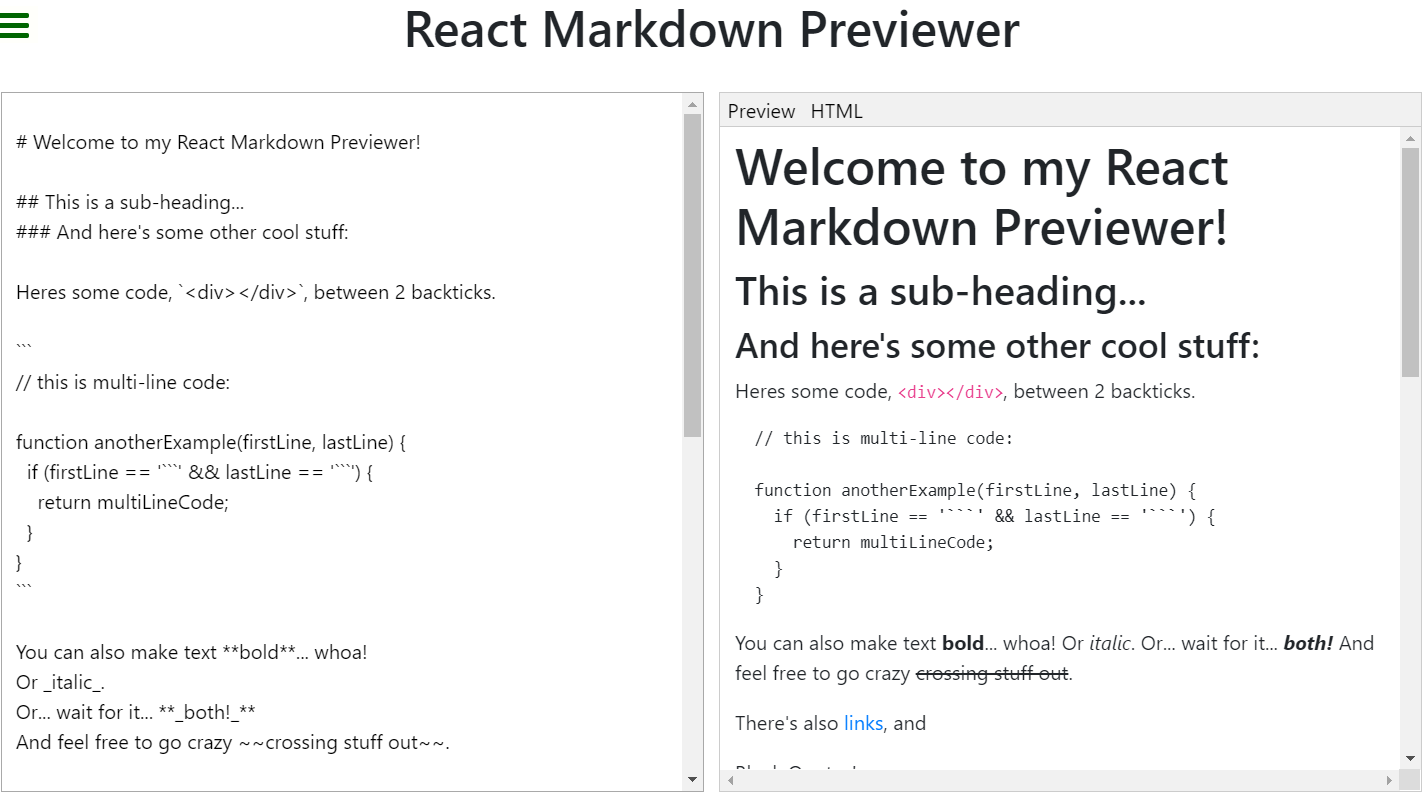 React Markdown Previewer
# Welcome to my React Markdown Previewer!
## This is a sub-heading...
### And here's some other cool stuff:
Heres some code, `<div></div>`, between 2 backticks.
```
// this is multi-line code:
function anotherExample(firstLine, lastLine) {
  if (firstLine == '```' && lastLine == '```') {
    return multiLineCode;
  }
}
```
You can also make text **bold**... whoa!
Or _italic_.
Or... wait for it... **_both!_**
And feel free to go crazy ~~crossing stuff out~~.
Preview HTML
Welcome to my React
Markdown Previewer!
This is a sub-heading...
And here's some other cool stuff:
Heres some code, <div></div>, between 2 backticks.
// this is multi-line code:
function anotherExample(firstLine, lastLine) {
  if (firstLine == '```' && lastLine == '```') {
    return multiLineCode;
  }
}
You can also make text bold... whoa! Or italic. Or... wait for it... both! And
feel free to go crazy crossing stuff out.
There's also links, and